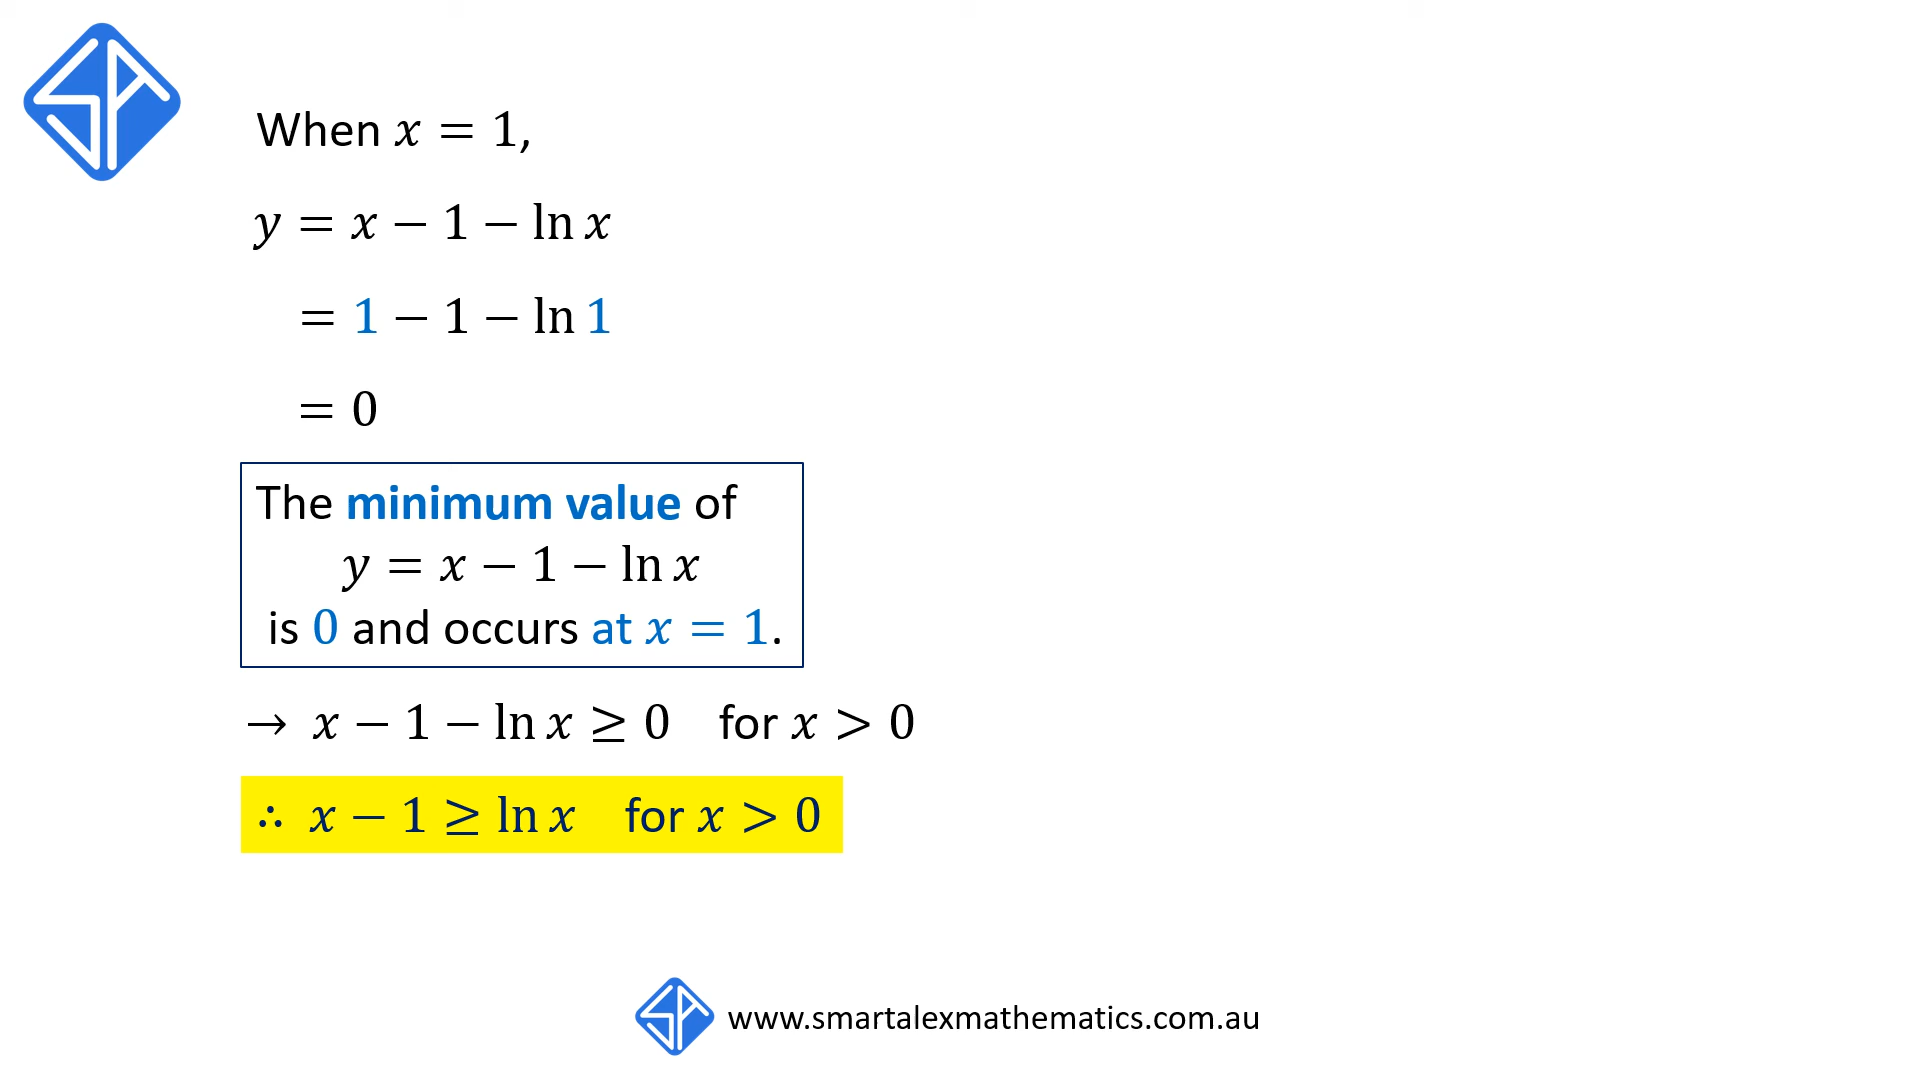 When x = 1,
y = x − 1 − ln x
= 1 − 1 − ln 1
= 0
The minimum value of
y = x − 1 − ln x
is 0 and occurs at x = 1.
→ x − 1 − ln x ≥ 0 for x > 0
∴ x − 1 ≥ ln x for x > 0
www.smartalexmathematics.com.au